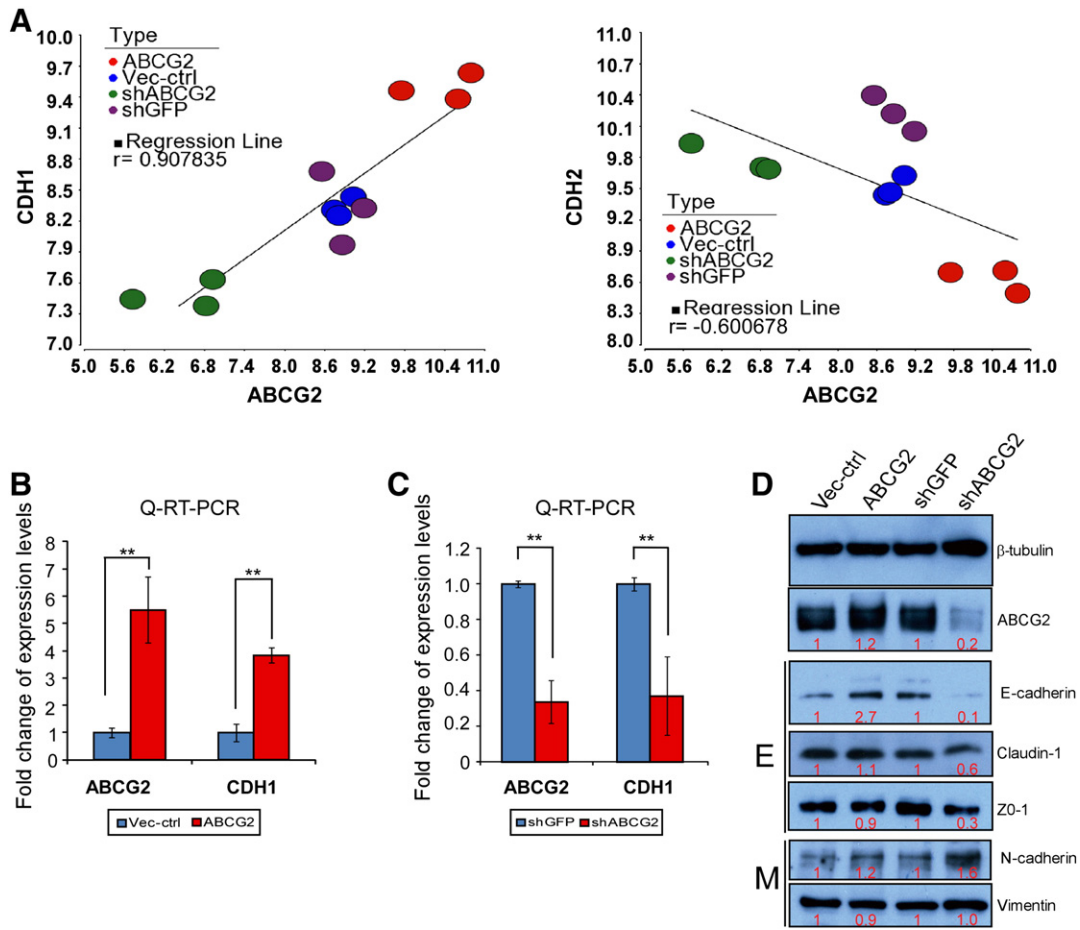 A
Type
ABCG2
Vec-ctrl
shABCG2
shGFP
Regression Line
r= 0.907835
CDH1
10.0
9.7
9.4
9.1
8.8
8.5
8.2
7.9
7.6
7.3
7.0
5.0 5.6 6.2 6.8 7.4 8.0 8.6 9.2 9.8 10.4 11.0
ABCG2
CDH2
11.0
10.7
10.4
10.1
9.8
9.5
9.2
8.9
8.6
8.3
8.0
Type
ABCG2
Vec-ctrl
shABCG2
shGFP
Regression Line
r= -0.600678
5.0 5.6 6.2 6.8 7.4 8.0 8.6 9.2 9.8 10.4 11.0
ABCG2
B
Q-RT-PCR
Fold change of expression levels
8
7
6
5
4
3
2
1
0
**
**
ABCG2 CDH1
Vec-ctrl ABCG2
C
Q-RT-PCR
Fold change of expression levels
1.2
1.0
0.8
0.6
0.4
0.2
0
**
**
ABCG2 CDH1
shGFP shABCG2
D
Vec-ctrl ABCG2 shGFP shABCG2
β-tubulin
ABCG2
1 1.2 1 0.2
E
E-cadherin
1 2.7 1 0.1
Claudin-1
1 1.1 1 0.6
Z0-1
1 0.9 1 0.3
M
N-cadherin
1 1.2 1 1.6
Vimentin
1 0.9 1 1.0